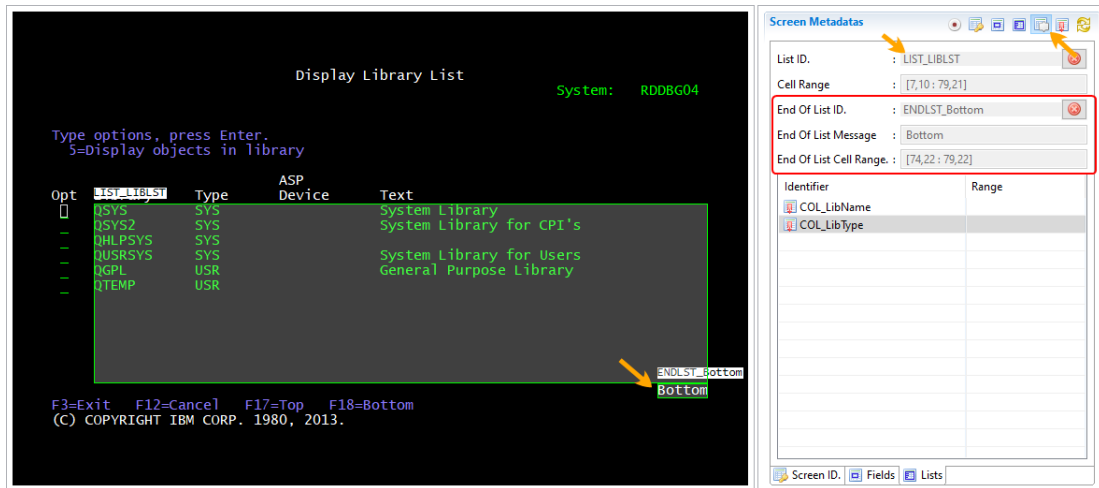 Display Library List
System: RDDBG04
Type options, press Enter.
5=Display objects in library
ASP
Opt LIST_LIBLST Type Device Text
QSYS SYS System Library
QSYS2 SYS System Library for CPI's
QHLPSYS SYS
QUSRSYS SYS System Library for Users
QGPL USR General Purpose Library
QTEMP USR
ENDLST_Bottom
Bottom
F3=Exit F12=Cancel F17=Top F18=Bottom
(C) COPYRIGHT IBM CORP. 1980, 2013.
Screen Metadatas
List ID. : LIST_LIBLST
Cell Range : [7,10 : 79,21]
End Of List ID. : ENDLST_Bottom
End Of List Message : Bottom
End Of List Cell Range. : [74,22 : 79,22]
Identifier Range
COL_LibName
COL_LibType
Screen ID. Fields Lists